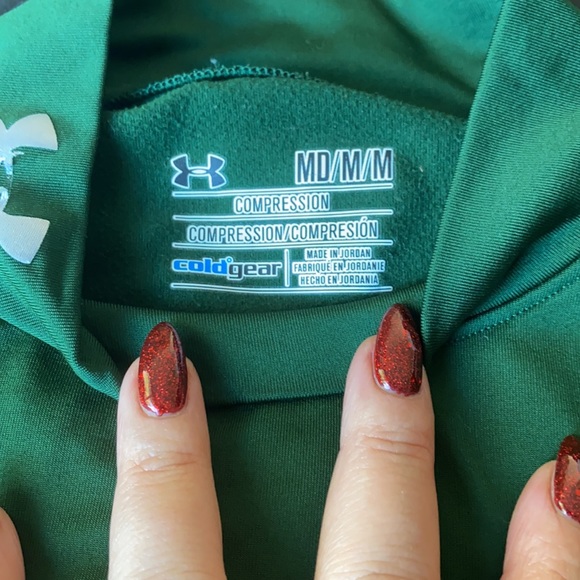 MD/M/M
COMPRESSION
COMPRESSION/COMPRESIÓN
coldgear
MADE IN JORDAN
FABRIQUÉ EN JORDANIE
HECHO EN JORDANIA